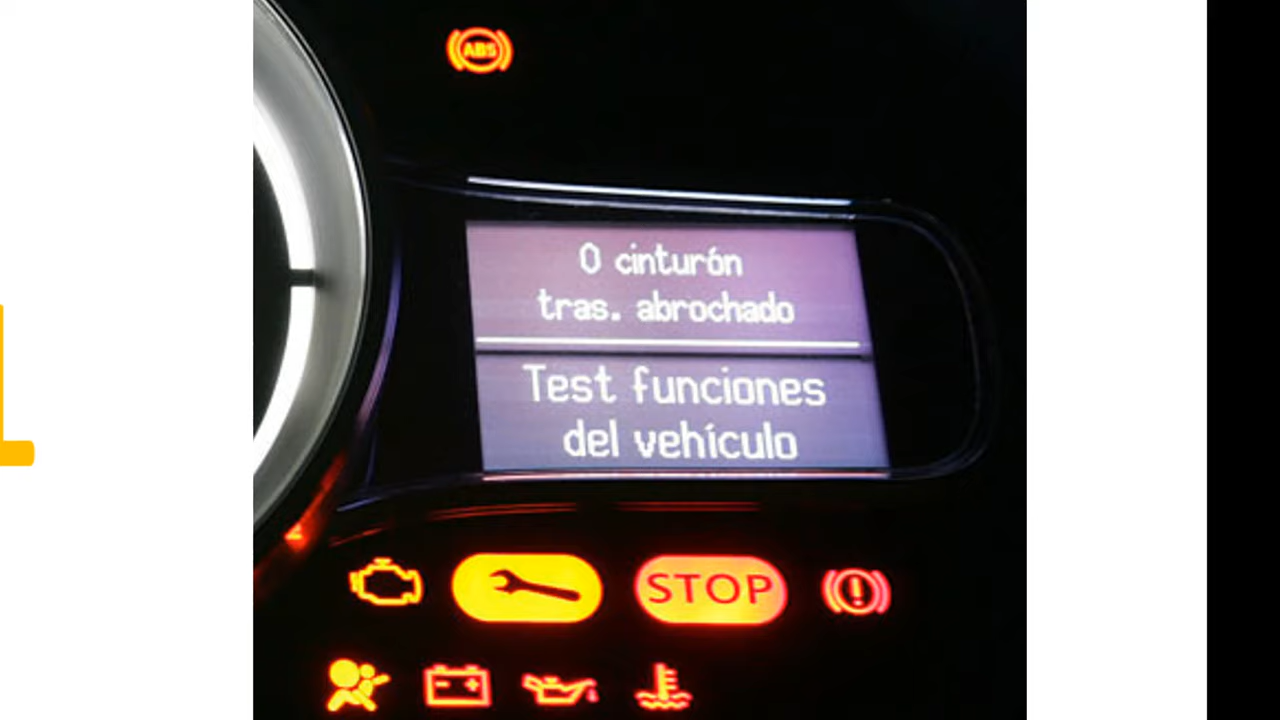 ABS
0 cinturón
tras. abrochado
Test funciones
del vehículo
STOP